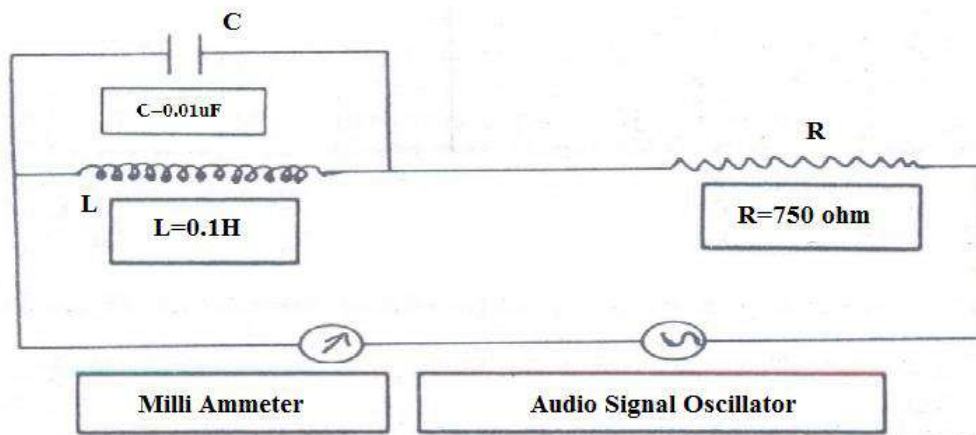 C
C=0.01uF
R
L
L=0.1H
R=750 ohm
Milli Ammeter
Audio Signal Oscillator